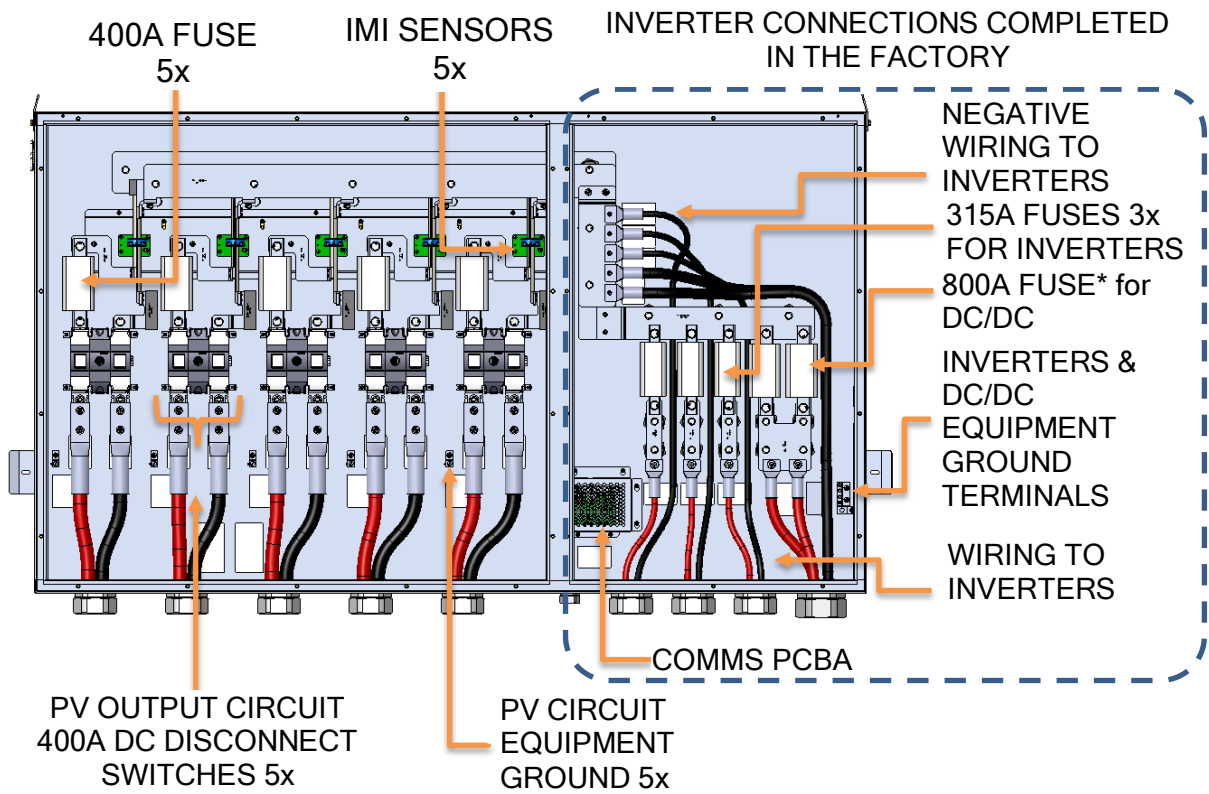 400A FUSE
5x
IMI SENSORS
5x
INVERTER CONNECTIONS COMPLETED
IN THE FACTORY
NEGATIVE
WIRING TO
INVERTERS
315A FUSES 3x
FOR INVERTERS
800A FUSE* for
DC/DC
INVERTERS &
DC/DC
EQUIPMENT
GROUND
TERMINALS
WIRING TO
INVERTERS
COMMS PCBA
PV OUTPUT CIRCUIT
400A DC DISCONNECT
SWITCHES 5x
PV CIRCUIT
EQUIPMENT
GROUND 5x